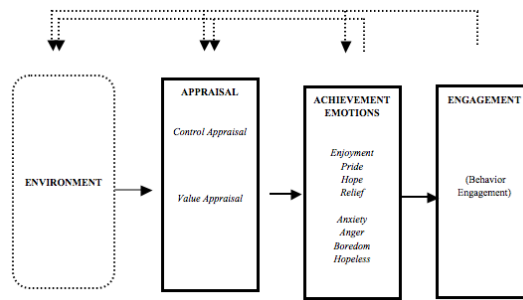 ENVIRONMENT
APPRAISAL
Control Appraisal
Value Appraisal
ACHIEVEMENT
EMOTIONS
Enjoyment
Pride
Hope
Relief
Anxiety
Anger
Boredom
Hopeless
ENGAGEMENT
(Behavior
Engagement)